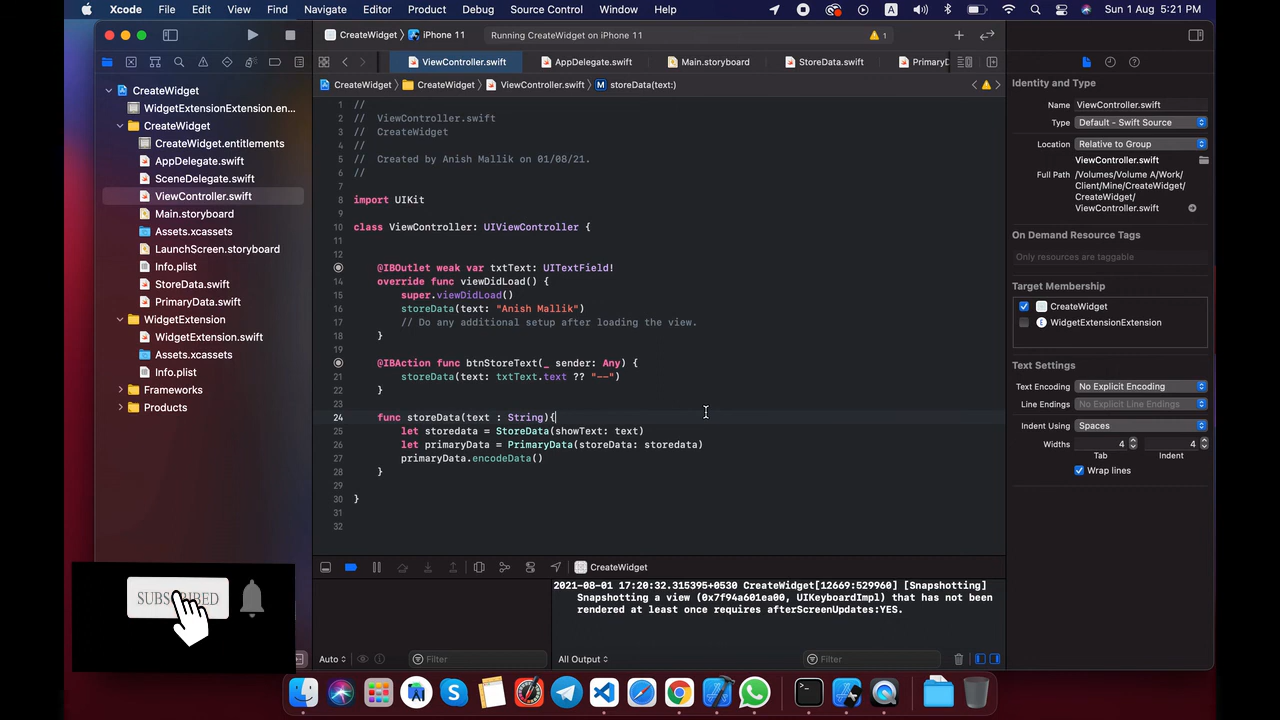 Xcode File Edit View Find Navigate Editor Product Debug Source Control Window Help A Sun 1 Aug 5:21 PM
CreateWidget iPhone 11 Running CreateWidget on iPhone 11 1
ViewController.swift AppDelegate.swift Main.storyboard StoreData.swift PrimaryD
CreateWidget CreateWidget ViewController.swift M storeData(text:)
CreateWidget
WidgetExtensionExtension.en...
CreateWidget
CreateWidget.entitlements
AppDelegate.swift
SceneDelegate.swift
ViewController.swift
Main.storyboard
Assets.xcassets
LaunchScreen.storyboard
Info.plist
StoreData.swift
PrimaryData.swift
WidgetExtension
WidgetExtension.swift
Assets.xcassets
Info.plist
Frameworks
Products
1 //
2 // ViewController.swift
3 // CreateWidget
4 //
5 // Created by Anish Mallik on 01/08/21.
6 //
7
8 import UIKit
9
10 class ViewController: UIViewController {
11
12
@IBOutlet weak var txtText: UITextField!
14 override func viewDidLoad() {
15 super.viewDidLoad()
16 storeData(text: "Anish Mallik")
17 // Do any additional setup after loading the view.
18 }
19
@IBAction func btnStoreText(_ sender: Any) {
21 storeData(text: txtText.text ?? "--")
22 }
23
24 func storeData(text : String){
25 let storedata = StoreData(showText: text)
26 let primaryData = PrimaryData(storeData: storedata)
27 primaryData.encodeData()
28 }
29
30 }
31
32
Identity and Type
Name ViewController.swift
Type Default - Swift Source
Location Relative to Group
ViewController.swift
Full Path /Volumes/Volume A/Work/
Client/Mine/CreateWidget/
CreateWidget/
ViewController.swift
On Demand Resource Tags
Only resources are taggable
Target Membership
CreateWidget
E WidgetExtensionExtension
Text Settings
Text Encoding No Explicit Encoding
Line Endings No Explicit Line Endings
Indent Using Spaces
Widths 4 4
Tab Indent
Wrap lines
CreateWidget
2021-08-01 17:20:32.315395+0530 CreateWidget[12669:529960] [Snapshotting]
Snapshotting a view (0x7f94a601ea00, UIKeyboardImpl) that has not been
rendered at least once requires afterScreenUpdates:YES.
Auto Filter All Output Filter
SUBSCRIBED